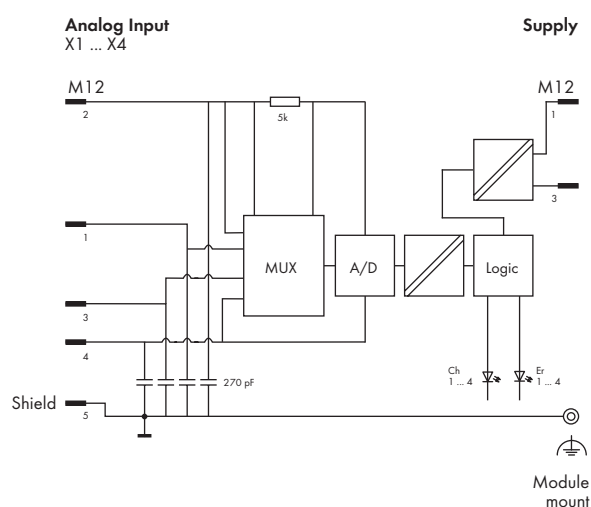 Analog Input
X1 ... X4
Supply
M12
2
5k
M12
1
3
1
MUX
A/D
Logic
3
4
270 pF
Ch
1 ... 4
Er
1 ... 4
Shield
5
Module
mount